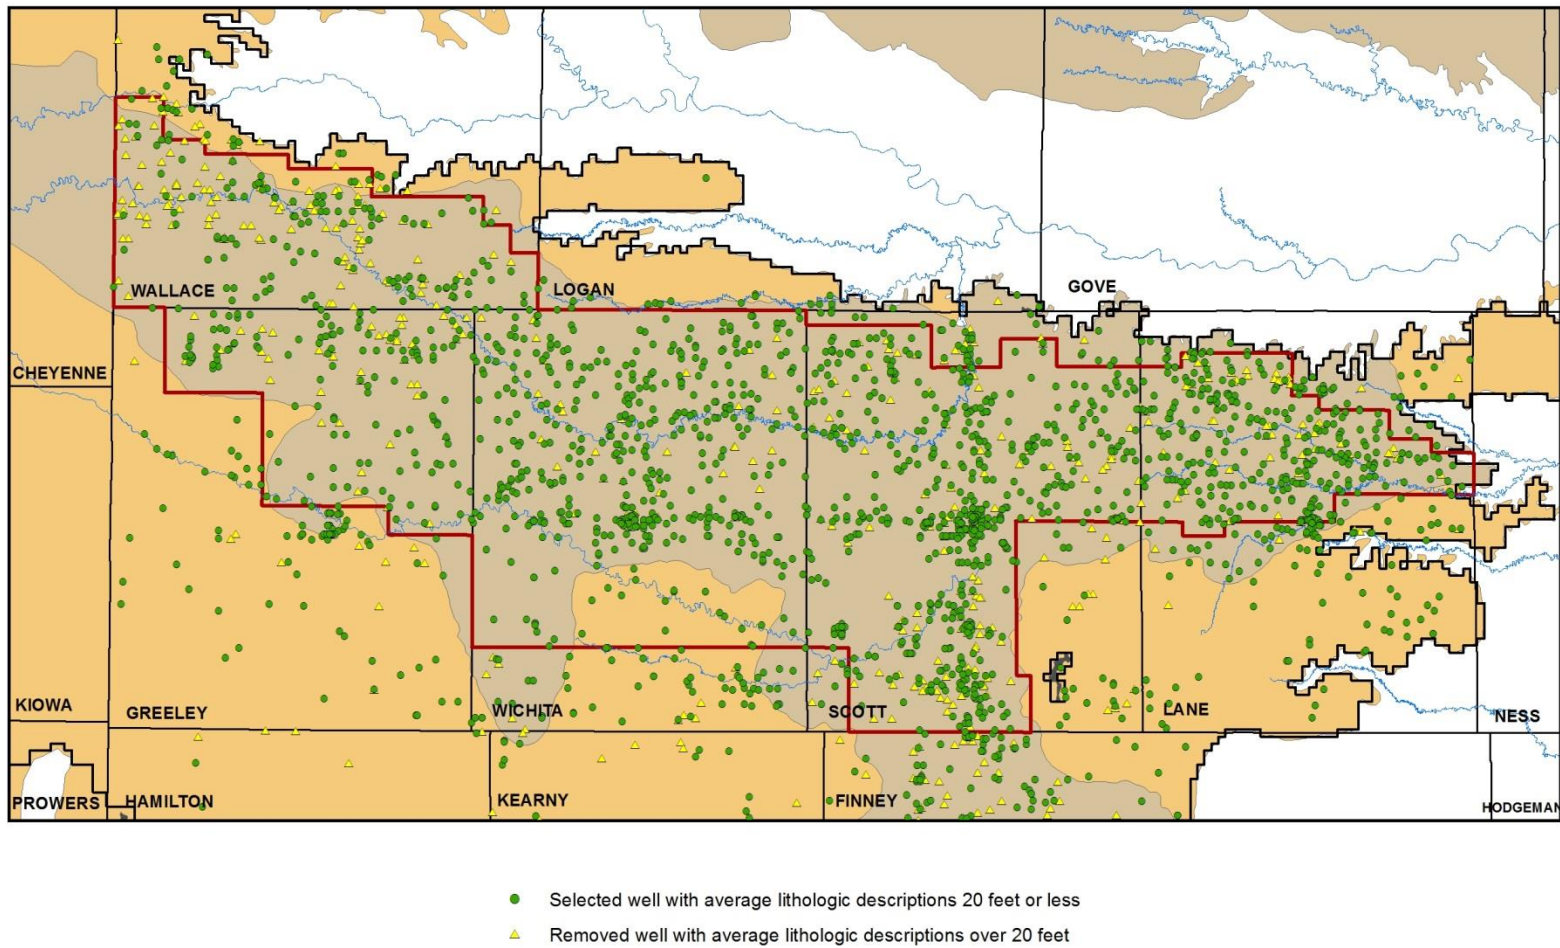 WALLACE
LOGAN
GOVE
CHEYENNE
KIOWA
GREELEY
WICHITA
SCOTT
LANE
NESS
PROWERS
HAMILTON
KEARNY
FINNEY
HODGEMAN
Selected well with average lithologic descriptions 20 feet or less
Removed well with average lithologic descriptions over 20 feet